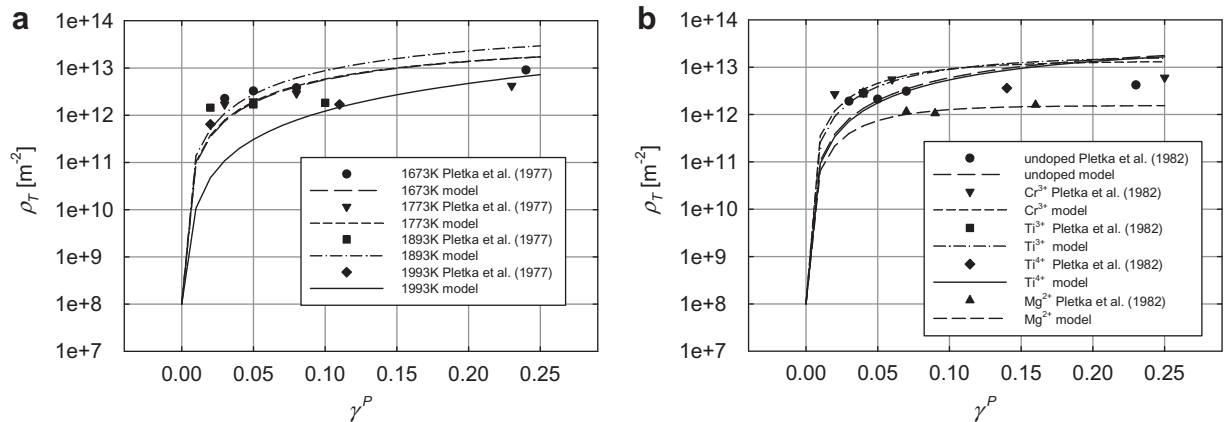 a
1e+14
1e+13
1e+12
1e+11
1e+10
1e+9
1e+8
1e+7
ρT [m-2]
0.00 0.05 0.10 0.15 0.20 0.25
γP
1673K Pletka et al. (1977)
1673K model
1773K Pletka et al. (1977)
1773K model
1893K Pletka et al. (1977)
1893K model
1993K Pletka et al. (1977)
1993K model
b
1e+14
1e+13
1e+12
1e+11
1e+10
1e+9
1e+8
1e+7
ρT [m-2]
0.00 0.05 0.10 0.15 0.20 0.25
γP
undoped Pletka et al. (1982)
undoped model
Cr3+ Pletka et al. (1982)
Cr3+ model
Ti3+ Pletka et al. (1982)
Ti3+ model
Ti4+ Pletka et al. (1982)
Ti4+ model
Mg2+ Pletka et al. (1982)
Mg2+ model